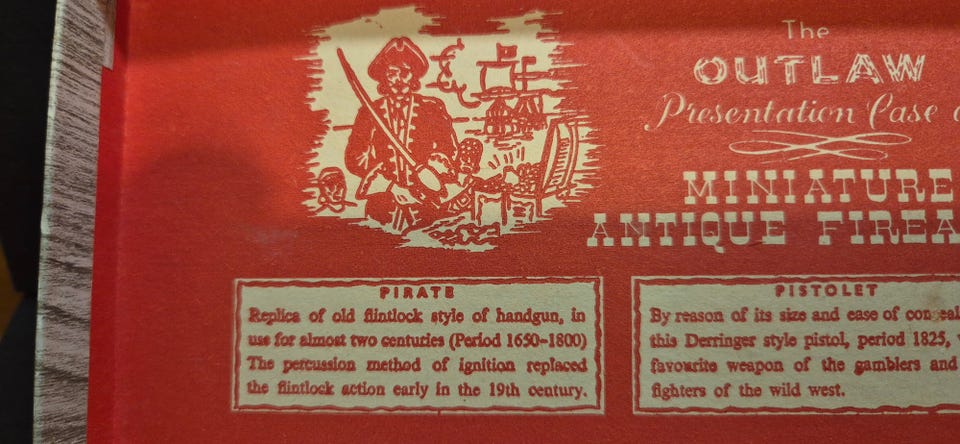 The
OUTLAW
Presentation Case
MINIATURE
ANTIQUE
PIRATE
Replica of old flintlock style of handgun, in
use for almost two centuries (Period 1650-1800)
The percussion method of ignition replaced
the flintlock action early in the 19th century.
PISTOLET
By reason of its size and ease of
this Derringer style pistol, period 1825,
favourite weapon of the gamblers and
fighters of the wild west.